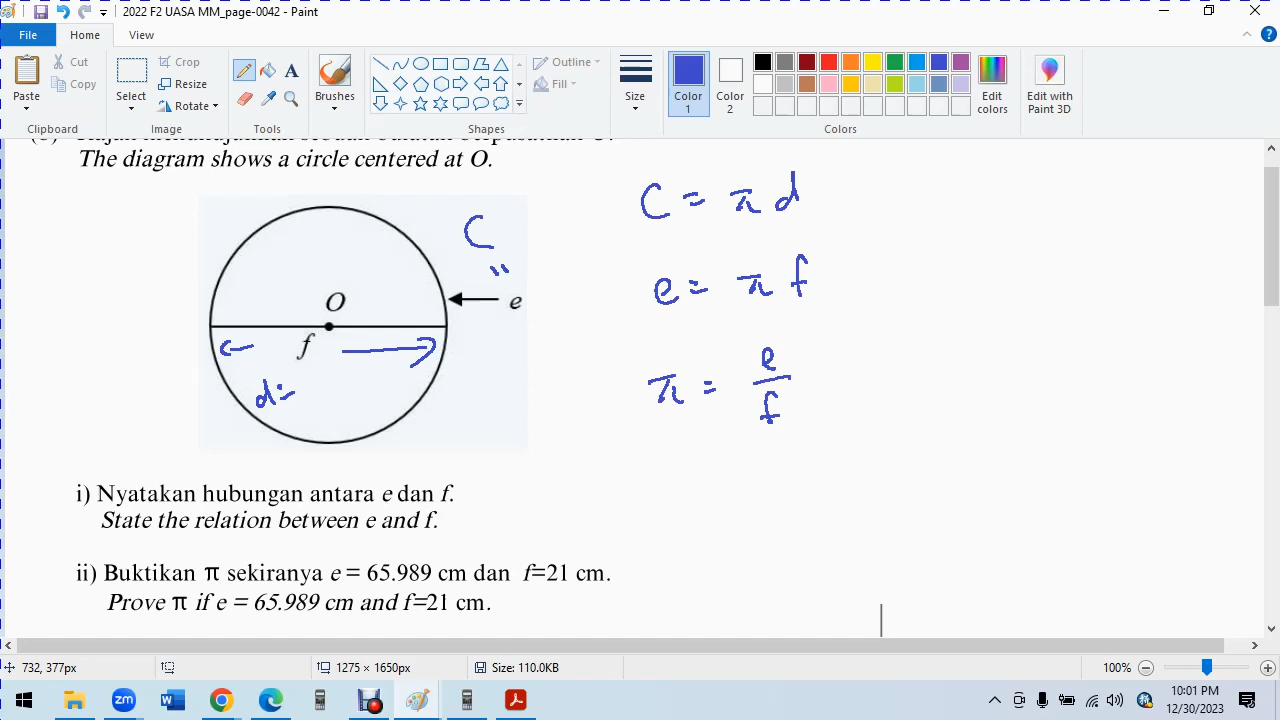 2022 F2 UASA MM_page-0042 - Paint
File Home View
Cut
Copy
Paste
Clipboard
Crop
Resize
Rotate
Select
Image
Tools
Brushes
Outline
Fill
Shapes
Size
Color 1
Color 2
Edit colors
Edit with Paint 3D
Colors
The diagram shows a circle centered at O.
C
"
O
e
f
d=
C = π d
e = π f
π = e/f
i) Nyatakan hubungan antara e dan f.
State the relation between e and f.
ii) Buktikan π sekiranya e = 65.989 cm dan f=21 cm.
Prove π if e = 65.989 cm and f=21 cm.
732, 377px
1275 × 1650px
Size: 110.0KB
100%
10:01 PM
12/30/2023